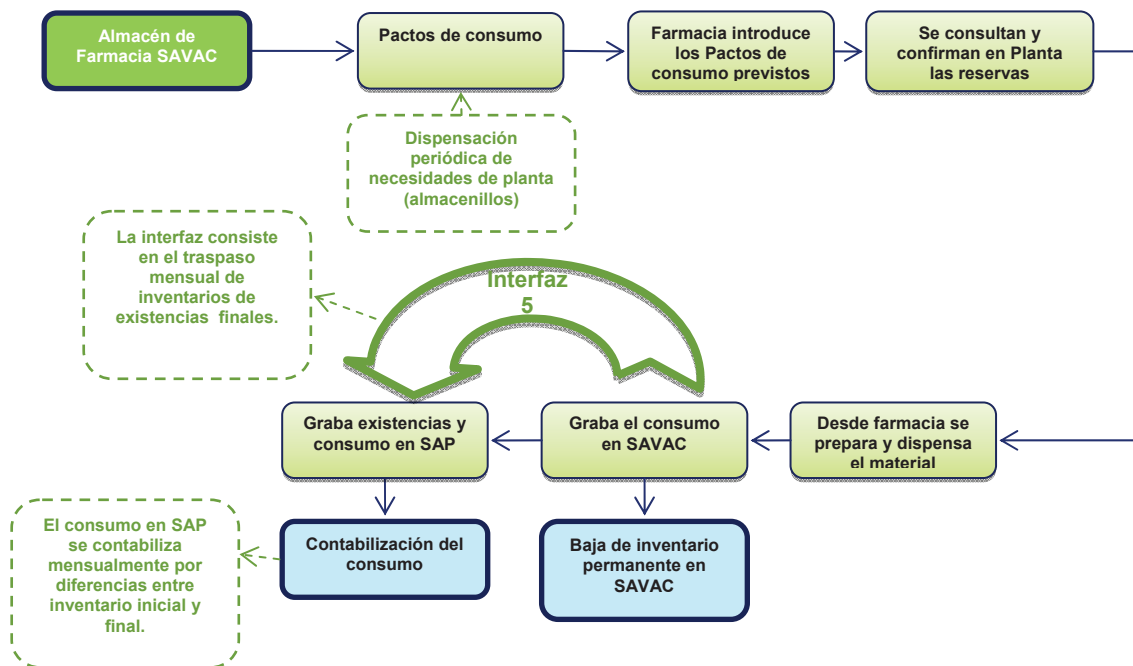 Almacén de
Farmacia SAVAC
Pactos de consumo
Farmacia introduce
los Pactos de
consumo previstos
Se consultan y
confirman en Planta
las reservas
Dispensación
periódica de
necesidades de planta
(almacenillos)
La interfaz consiste
en el traspaso
mensual de
inventarios de
existencias finales.
Interfaz
5
Graba existencias y
consumo en SAP
Graba el consumo
en SAVAC
Desde farmacia se
prepara y dispensa
el material
El consumo en SAP
se contabiliza
mensualmente por
diferencias entre
inventario inicial y
final.
Contabilización del
consumo
Baja de inventario
permanente en
SAVAC